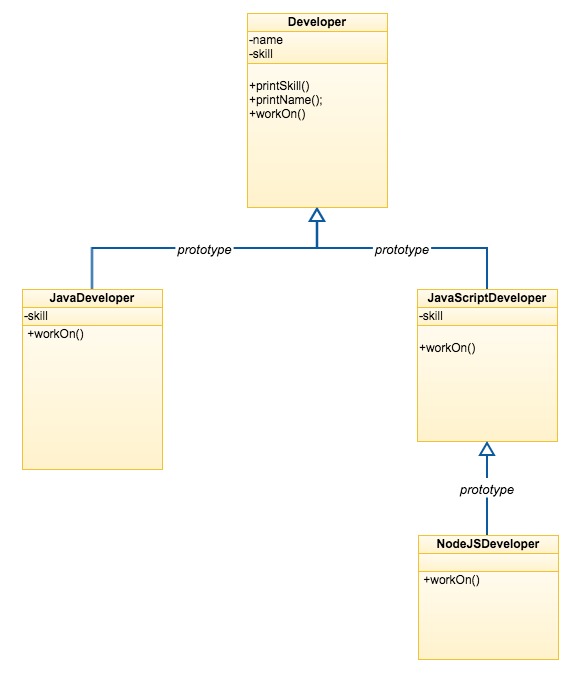 Developer
-name
-skill
+printSkill()
+printName();
+workOn()
prototype
prototype
JavaDeveloper
-skill
+workOn()
JavaScriptDeveloper
-skill
+workOn()
prototype
NodeJSDeveloper
+workOn()